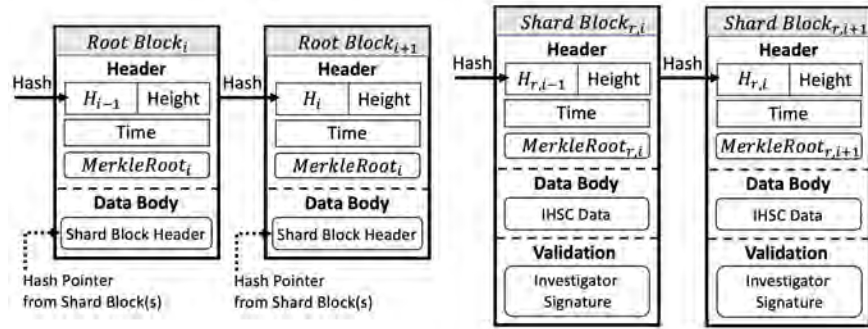 Root Block_i
Header
Hash
H_{i-1}
Height
Time
MerkleRoot_i
Data Body
Shard Block Header
Hash Pointer
from Shard Block(s)
Root Block_{i+1}
Header
Hash
H_i
Height
Time
MerkleRoot_i
Data Body
Shard Block Header
Hash Pointer
from Shard Block(s)
Shard Block_{r,i}
Header
Hash
H_{r,i-1}
Height
Time
MerkleRoot_{r,i}
Data Body
IHSC Data
Validation
Investigator
Signature
Shard Block_{r,i+1}
Header
Hash
H_{r,i}
Height
Time
MerkleRoot_{r,i+1}
Data Body
IHSC Data
Validation
Investigator
Signature